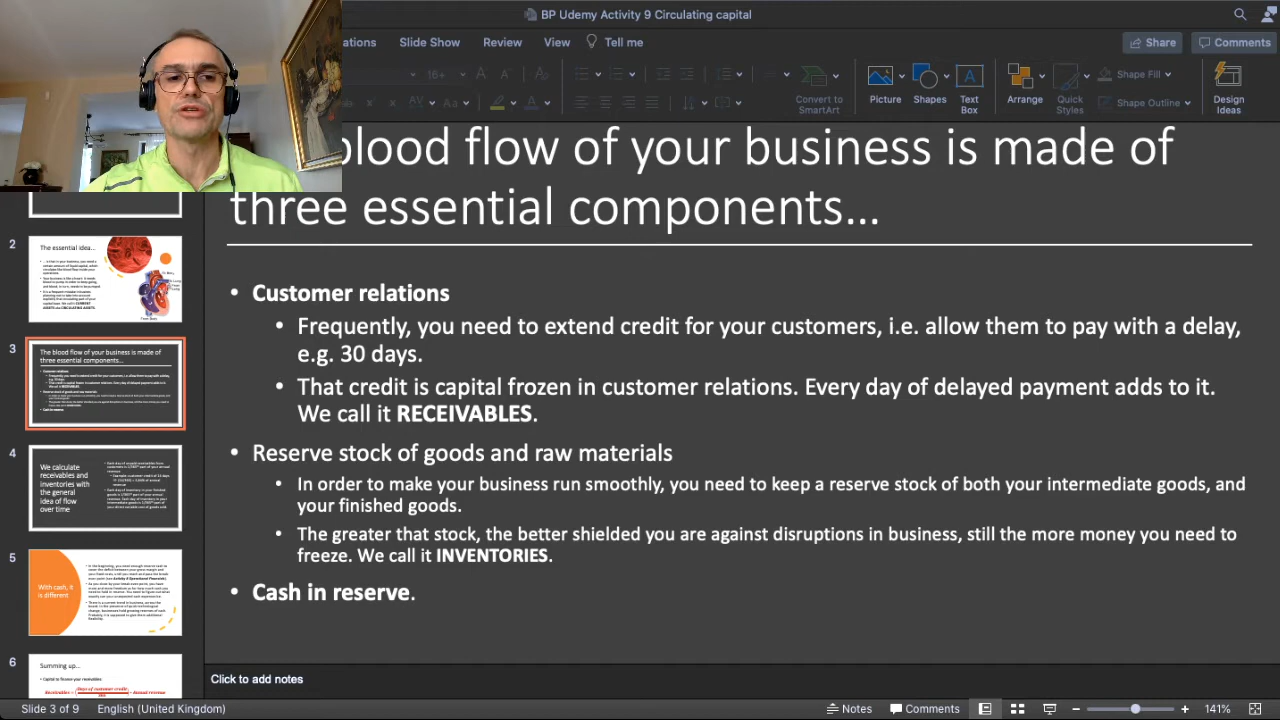 BP Udemy Activity 9 Circulating capital
Slide Show Review View Tell me
Share Comments
16
Convert to
SmartArt
Picture
Shapes
Text
Box
Arrange
Quick
Styles
Shape Fill
Shape Outline
Design
Ideas
blood flow of your business is made of
three essential components...
• Customer relations
• Frequently, you need to extend credit for your customers, i.e. allow them to pay with a delay,
e.g. 30 days.
• That credit is capital frozen in customer relations. Every day of delayed payment adds to it.
We call it RECEIVABLES.
• Reserve stock of goods and raw materials
• In order to make your business run smoothly, you need to keep a reserve stock of both your intermediate goods, and
your finished goods.
• The greater that stock, the better shielded you are against disruptions in business, still the more money you need to
freeze. We call it INVENTORIES.
• Cash in reserve.
2
The essential idea...
3
The blood flow of your business is made of
three essential components...
4
We calculate
receivables and
inventories with
the general
idea of flow
over time
5
With cash, it
is different
6
Summing up...
Click to add notes
Slide 3 of 9 English (United Kingdom)
Notes Comments
141%